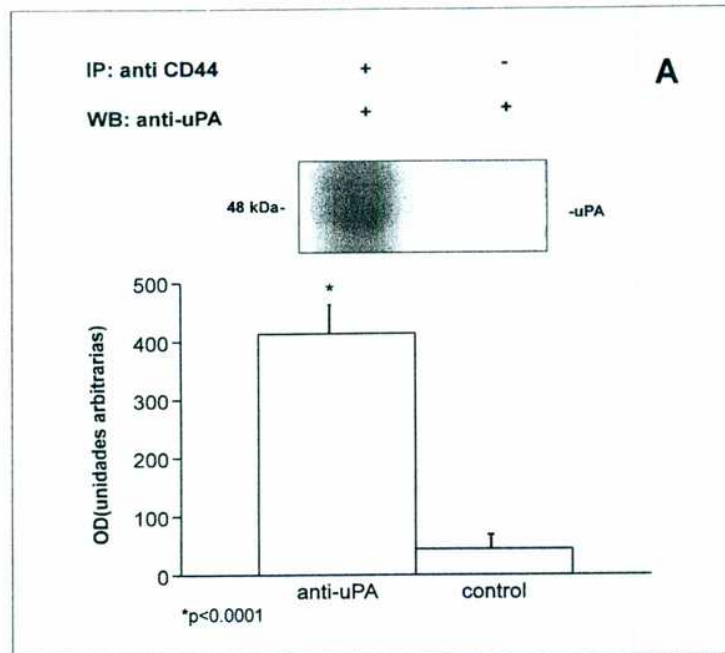 IP: anti CD44 + - A
WB: anti-uPA + +
48 kDa- -uPA
500
*
400
300
200
100
0
OD(unidades arbitrarias)
anti-uPA control
*p<0.0001